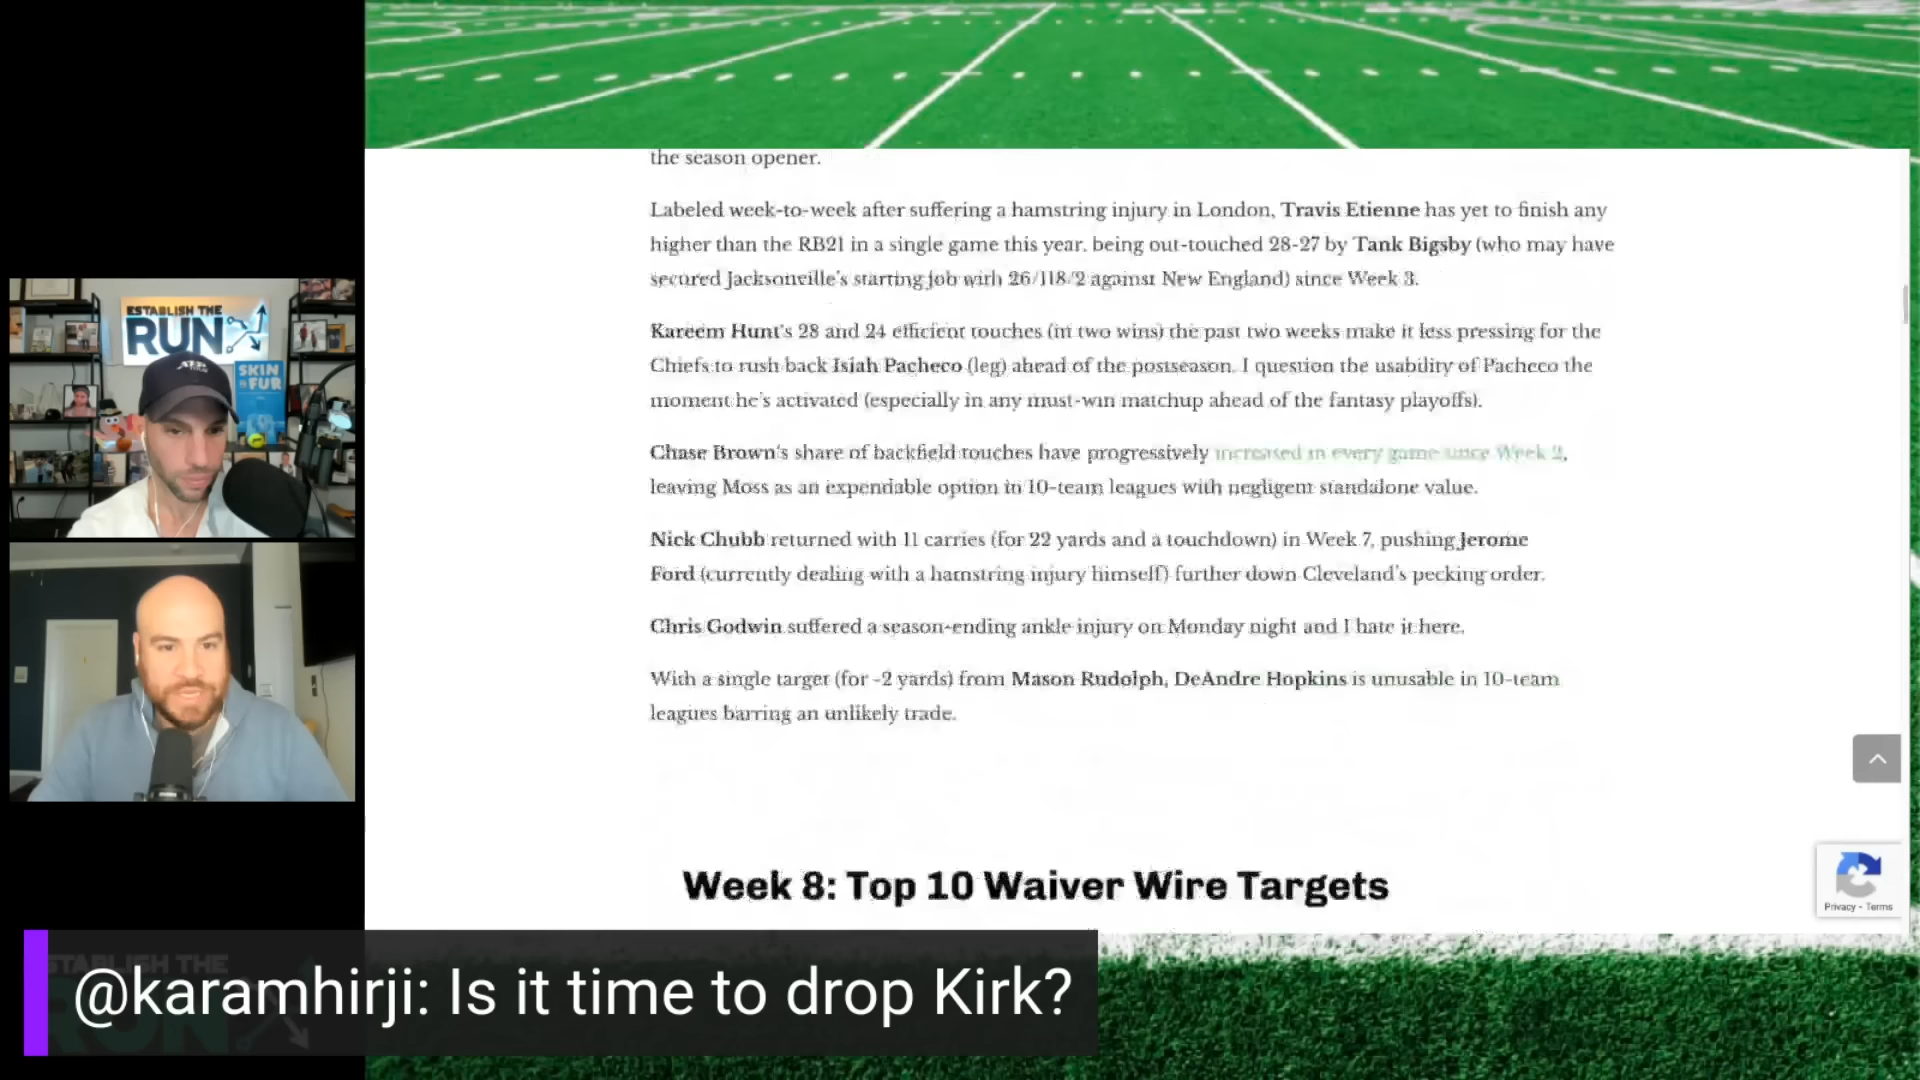 the season opener.
Labeled week-to-week after suffering a hamstring injury in London, Travis Etienne has yet to finish any
higher than the RB21 in a single game this year, being out-touched 28-27 by Tank Bigsby (who may have
secured Jacksonville's starting job with 26/118/2 against New England) since Week 3.
Kareem Hunt's 28 and 24 efficient touches (in two wins) the past two weeks make it less pressing for the
Chiefs to rush back Isiah Pacheco (leg) ahead of the postseason. I question the usability of Pacheco the
moment he's activated (especially in any must-win matchup ahead of the fantasy playoffs).
Chase Brown's share of backfield touches have progressively increased in every game since Week 2,
leaving Moss as an expendable option in 10-team leagues with negligent standalone value.
Nick Chubb returned with 11 carries (for 22 yards and a touchdown) in Week 7, pushing Jerome
Ford (currently dealing with a hamstring injury himself) further down Cleveland's pecking order.
Chris Godwin suffered a season-ending ankle injury on Monday night and I hate it here.
With a single target (for -2 yards) from Mason Rudolph, DeAndre Hopkins is unusable in 10-team
leagues barring an unlikely trade.
Week 8: Top 10 Waiver Wire Targets
Privacy - Terms
ESTABLISH THE
RUN
SKIN
FUR
@karamhirji: Is it time to drop Kirk?
ESTABLISH THE
RUN